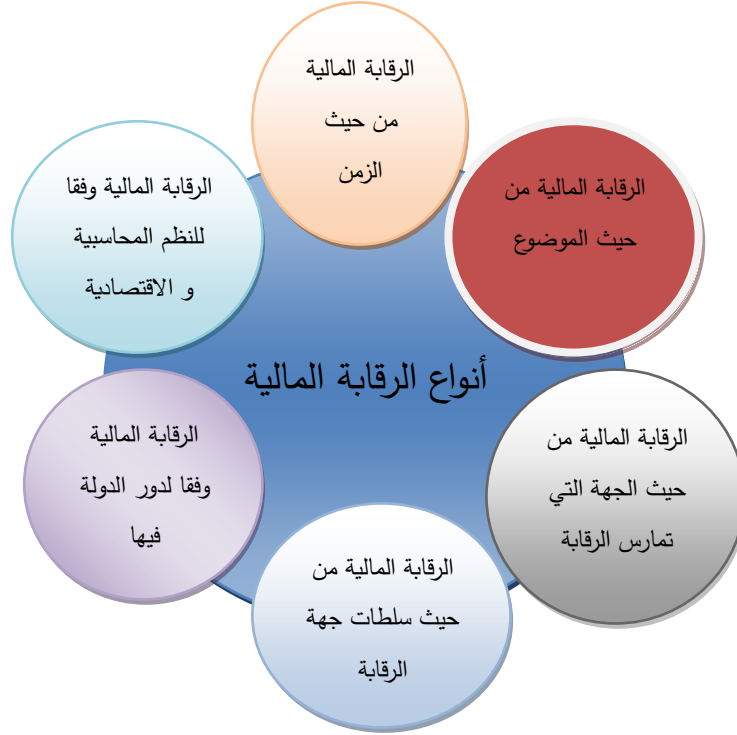 الرقابة المالية
من حيث
الزمن
الرقابة المالية من
حيث الموضوع
الرقابة المالية وفقا
للنظم المحاسبية
و الاقتصادية
أنواع الرقابة المالية
الرقابة المالية من
حيث الجهة التي
تمارس الرقابة
الرقابة المالية
وفقا لدور الدولة
فيها
الرقابة المالية من
حيث سلطات جهة
الرقابة